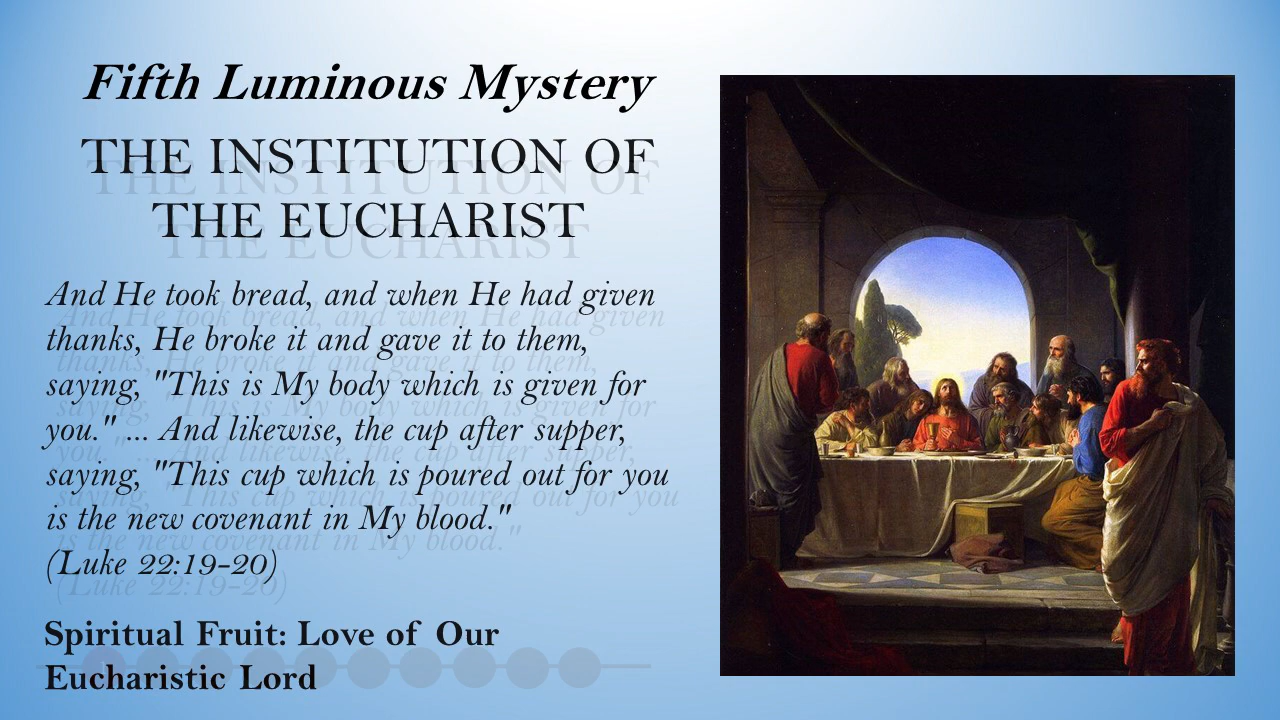 Fifth Luminous Mystery
THE INSTITUTION OF
THE EUCHARIST
And He took bread, and when He had given
thanks, He broke it and gave it to them,
saying, "This is My body which is given for
you." ... And likewise, the cup after supper,
saying, "This cup which is poured out for you
is the new covenant in My blood."
(Luke 22:19-20)
Spiritual Fruit: Love of Our
Eucharistic Lord